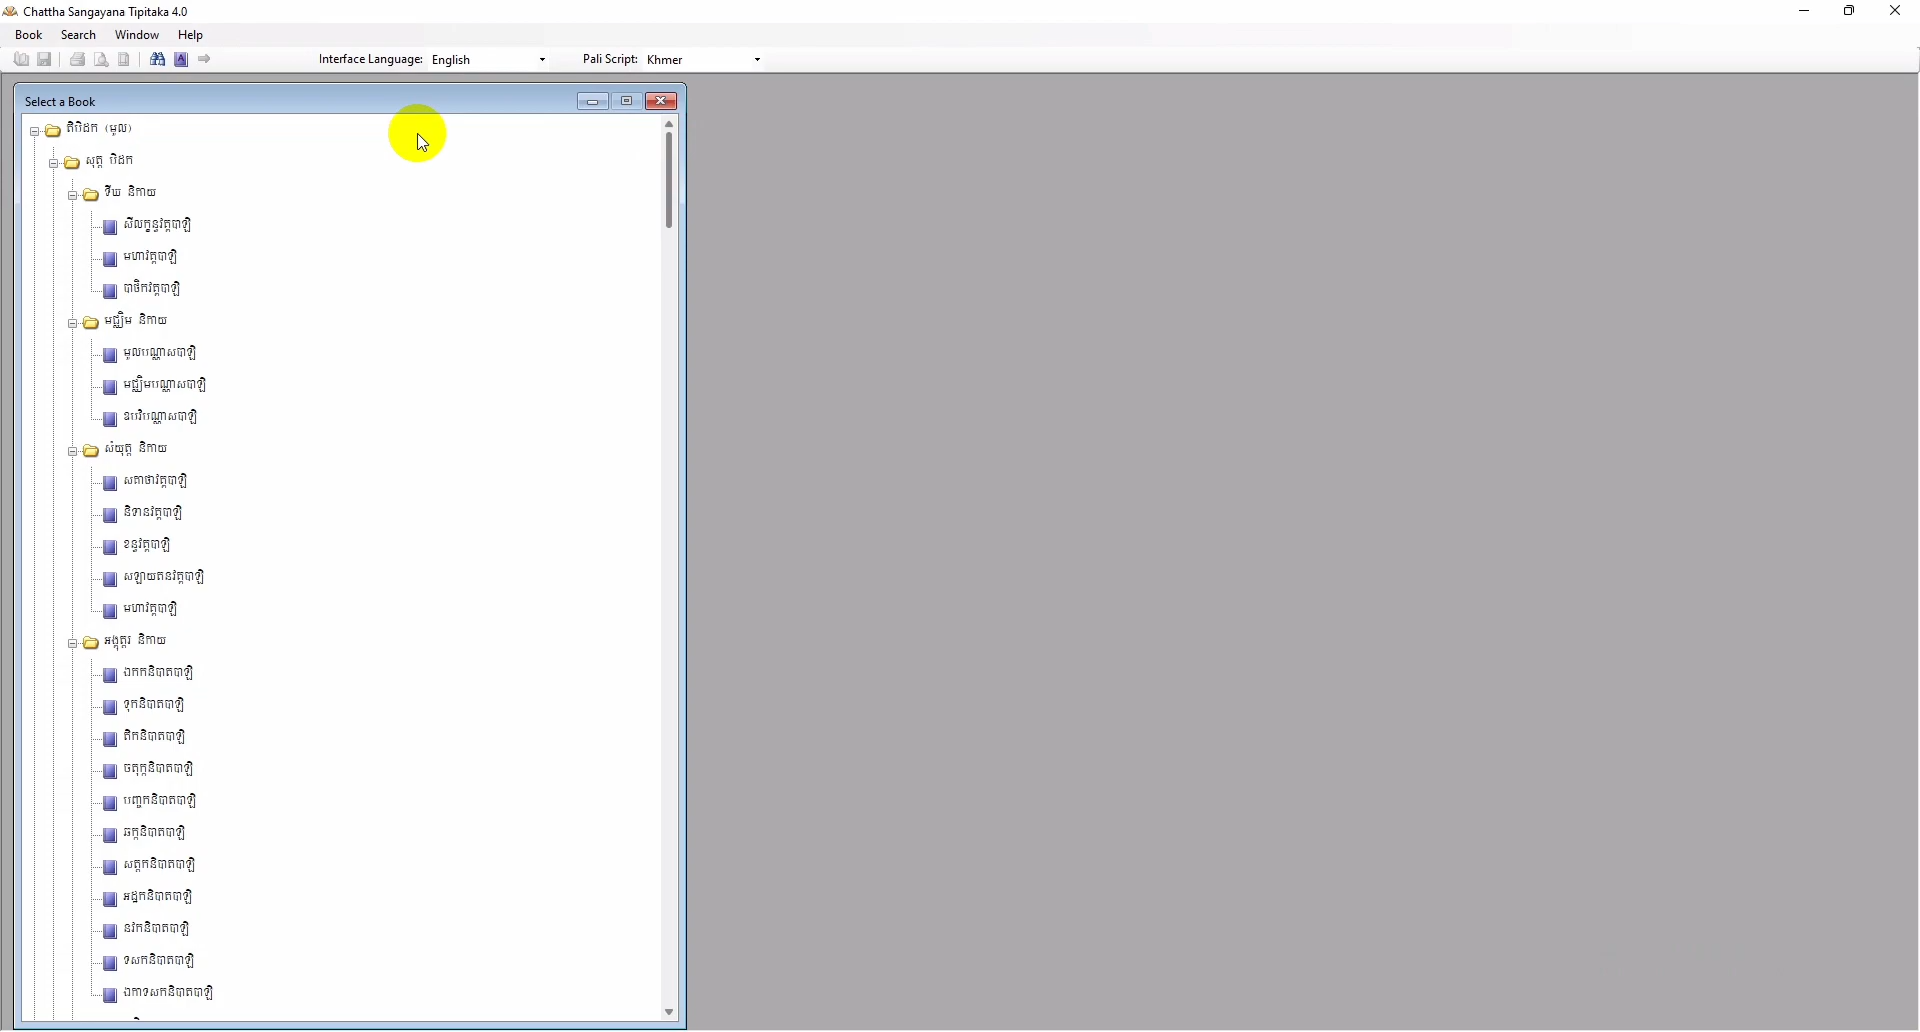 Chattha Sangayana Tipitaka 4.0
Book Search Window Help
Interface Language: English Pali Script: Khmer
Select a Book
តិបិដក (មូល)
សុត្ត បិដក
ទីឃ និកាយ
សីលក្ខន្ធវគ្គបាឡិ
មហាវគ្គបាឡិ
បាថិកវគ្គបាឡិ
មជ្ឈិម និកាយ
មូលបណ្ណាសបាឡិ
មជ្ឈិមបណ្ណាសបាឡិ
ឧបរិបណ្ណាសបាឡិ
សំយុត្ត និកាយ
សគាថាវគ្គបាឡិ
និទានវគ្គបាឡិ
ខន្ធវគ្គបាឡិ
សឡាយតនវគ្គបាឡិ
មហាវគ្គបាឡិ
អង្គុត្តរ និកាយ
ឯកកនិបាតបាឡិ
ទុកនិបាតបាឡិ
តិកនិបាតបាឡិ
ចតុក្កនិបាតបាឡិ
បញ្ចកនិបាតបាឡិ
ឆក្កនិបាតបាឡិ
សត្តកនិបាតបាឡិ
អដ្ឋកនិបាតបាឡិ
នវកនិបាតបាឡិ
ទសកនិបាតបាឡិ
ឯកាទសកនិបាតបាឡិ